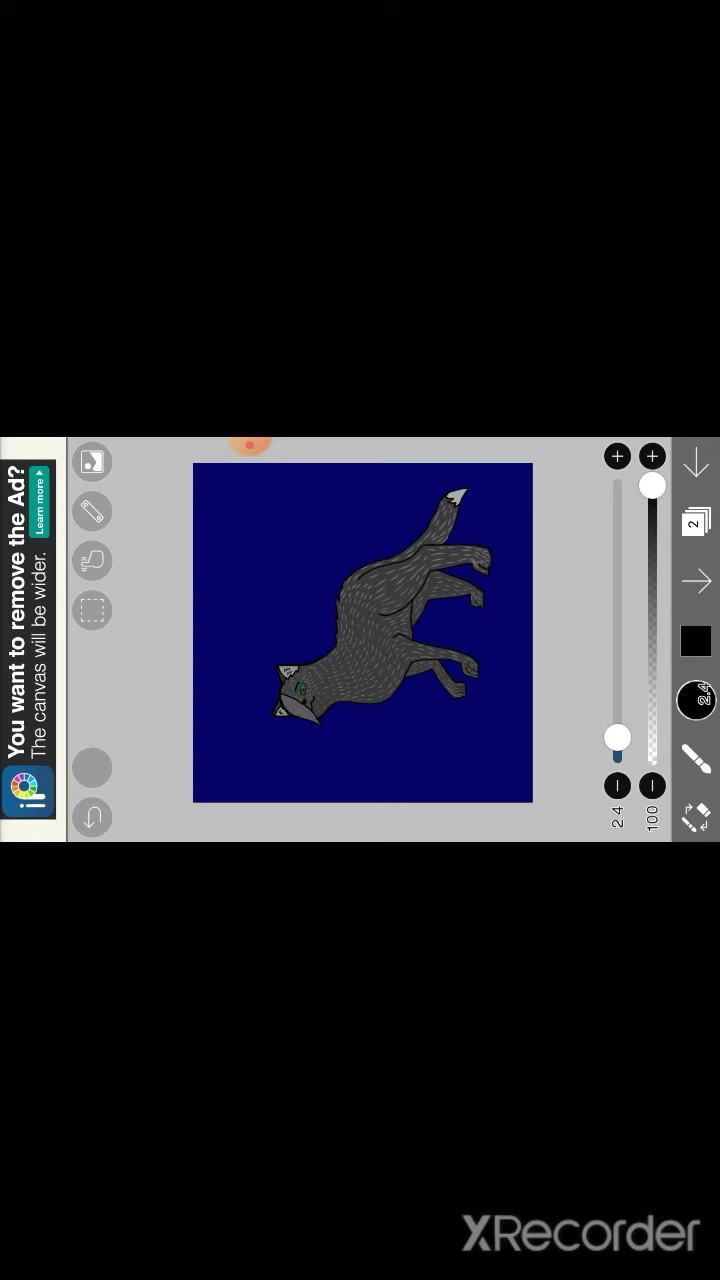 You want to remove the Ad?
The canvas will be wider.
Learn more
iP
2
2.4
2.4
100
XRecorder